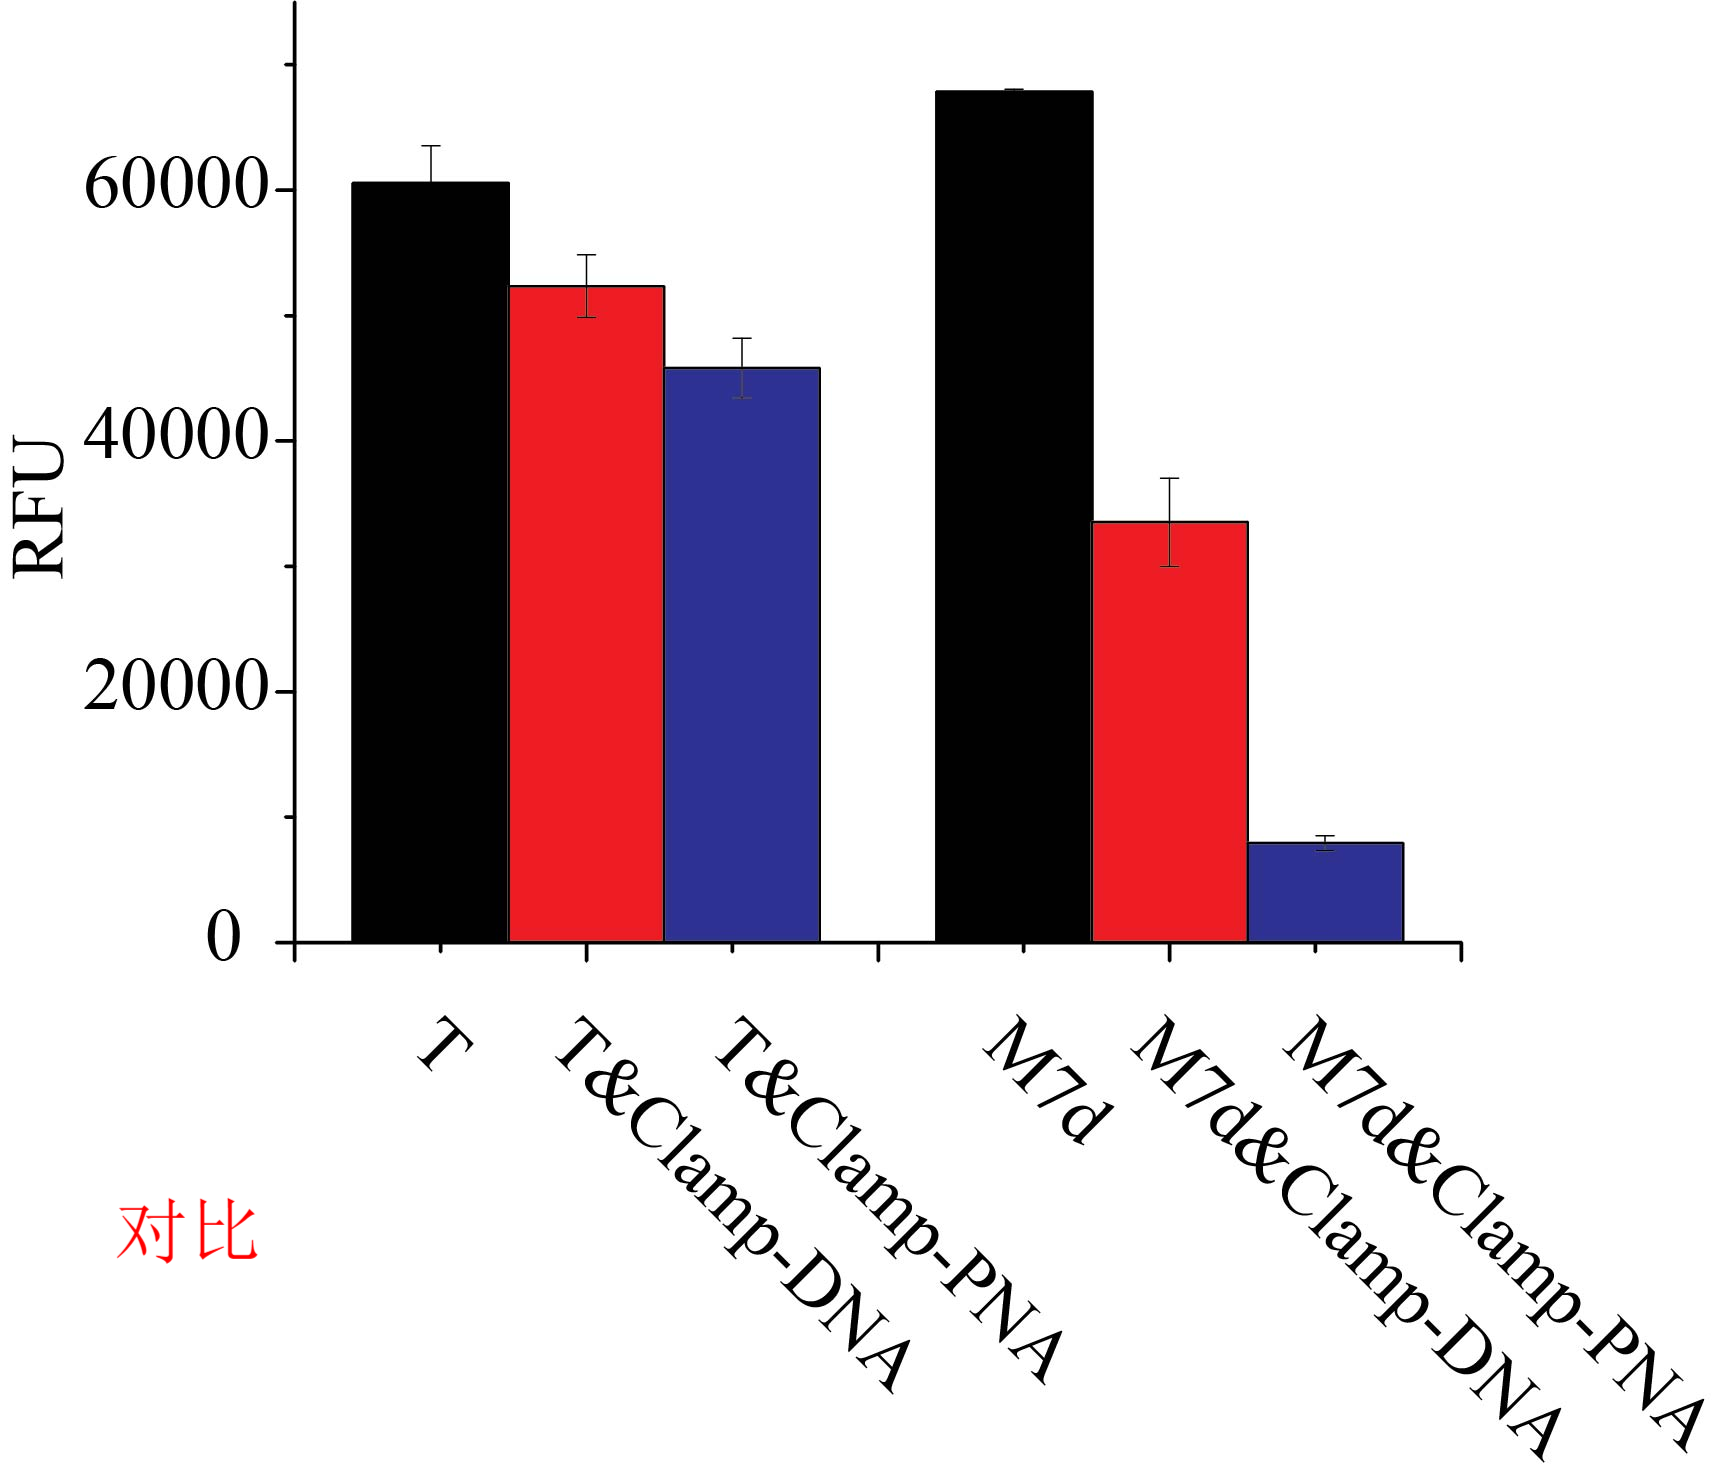 60000
40000
20000
0
RFU
T
T&Clamp-DNA
T&Clamp-PNA
M7d
M7d&Clamp-DNA
M7d&Clamp-PNA
对比